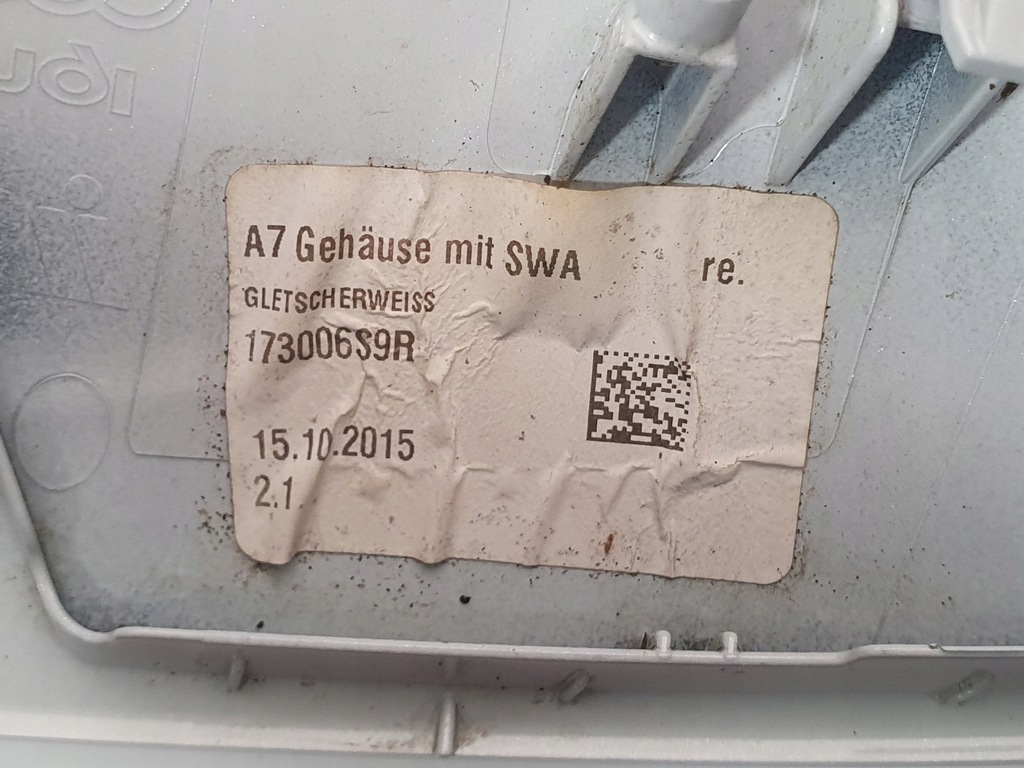 A7 Gehäuse mit SWA re.
GLETSCHERWEISS
173006S9R
15.10.2015
2.1